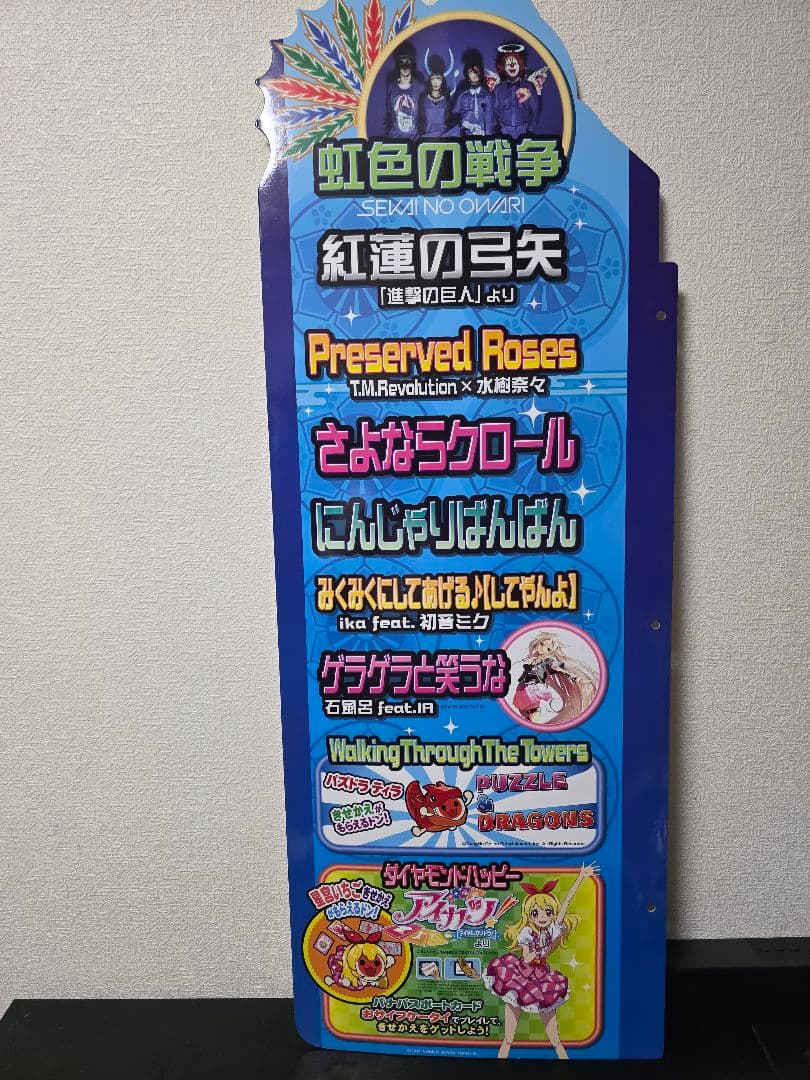 虹色の戦争
SEKAI NO OWARI
紅蓮の弓矢
「進撃の巨人」より
Preserved Roses
T.M.Revolution×水樹奈々
さよならクロール
にんじゃりばんばん
みくみくにしてあげる♪【してやんよ】
ika feat. 初音ミク
ゲラゲラと笑うな
石風呂 feat.IA
Walking Through The Towers
パズドラ ティラ
きせかえが
もらえるドン!
PUZZLE
&
DRAGONS
ダイヤモンドハッピー
星宮いちごきせかえ
がもらえるドン!
アイカツ!
より
バナパスポートカード
おサイフケータイでプレイして、
きせかえをゲットしよう!